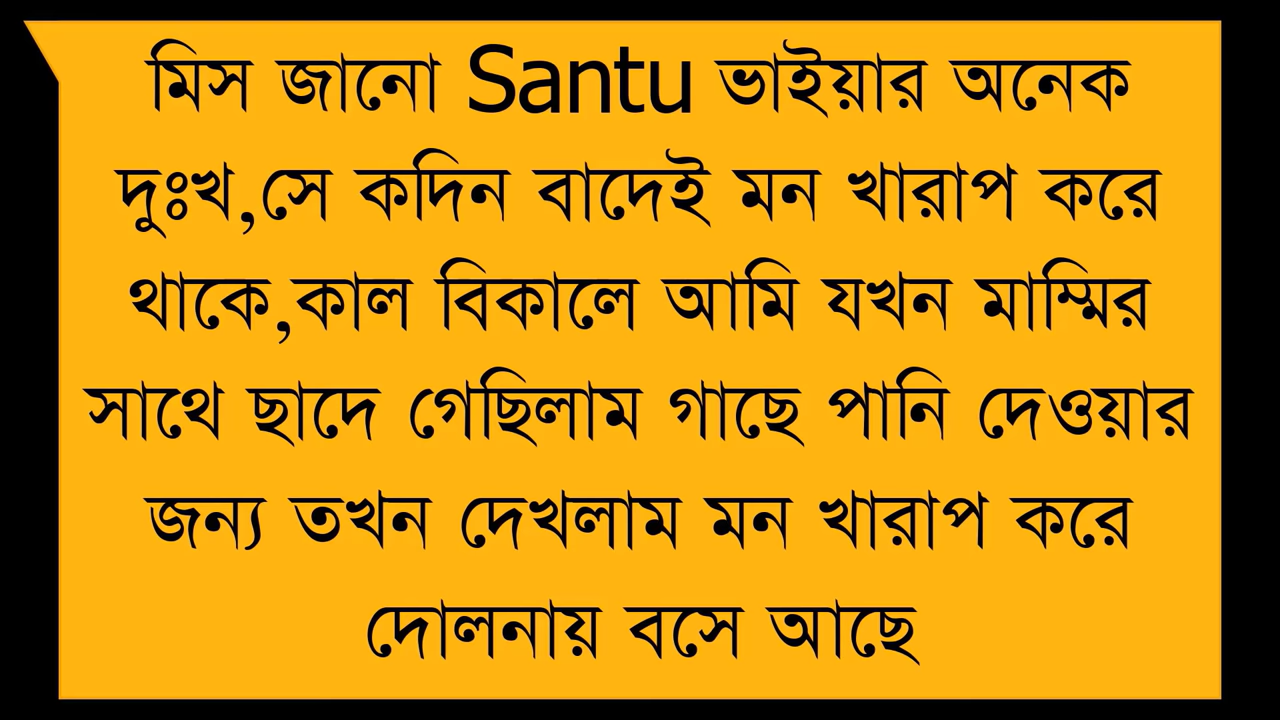 মিস জানো Santu ভাইয়ার অনেক
দুঃখ,সে কদিন বাদেই মন খারাপ করে
থাকে,কাল বিকালে আমি যখন মাম্মির
সাথে ছাদে গেছিলাম গাছে পানি দেওয়ার
জন্য তখন দেখলাম মন খারাপ করে
দোলনায় বসে আছে